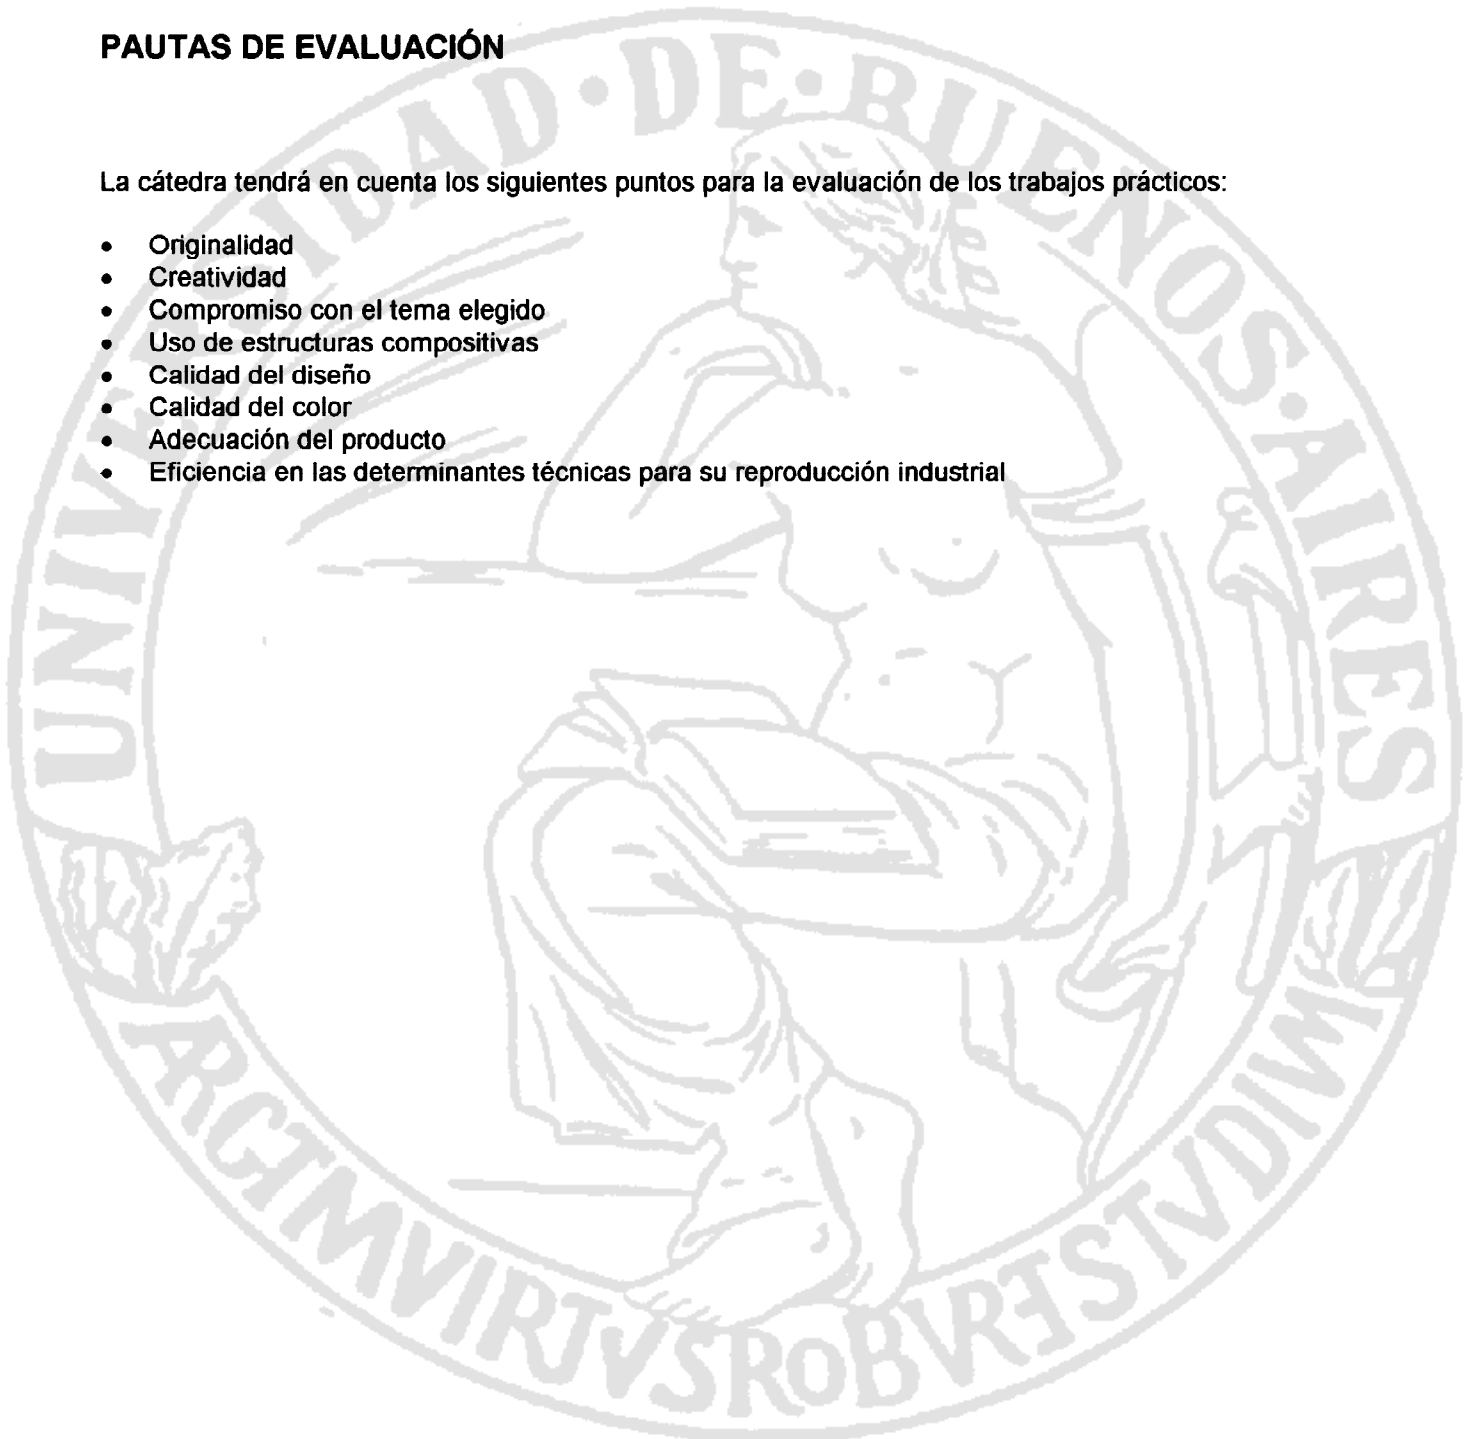 PAUTAS DE EVALUACIÓN
La cátedra tendrá en cuenta los siguientes puntos para la evaluación de los trabajos prácticos:
• Originalidad
• Creatividad
• Compromiso con el tema elegido
• Uso de estructuras compositivas
• Calidad del diseño
• Calidad del color
• Adecuación del producto
• Eficiencia en las determinantes técnicas para su reproducción industrial
UNIVERSIDAD·DE·BUENOS·AIRES
ARGTMVIRTVSROBVRETSTVDIVM